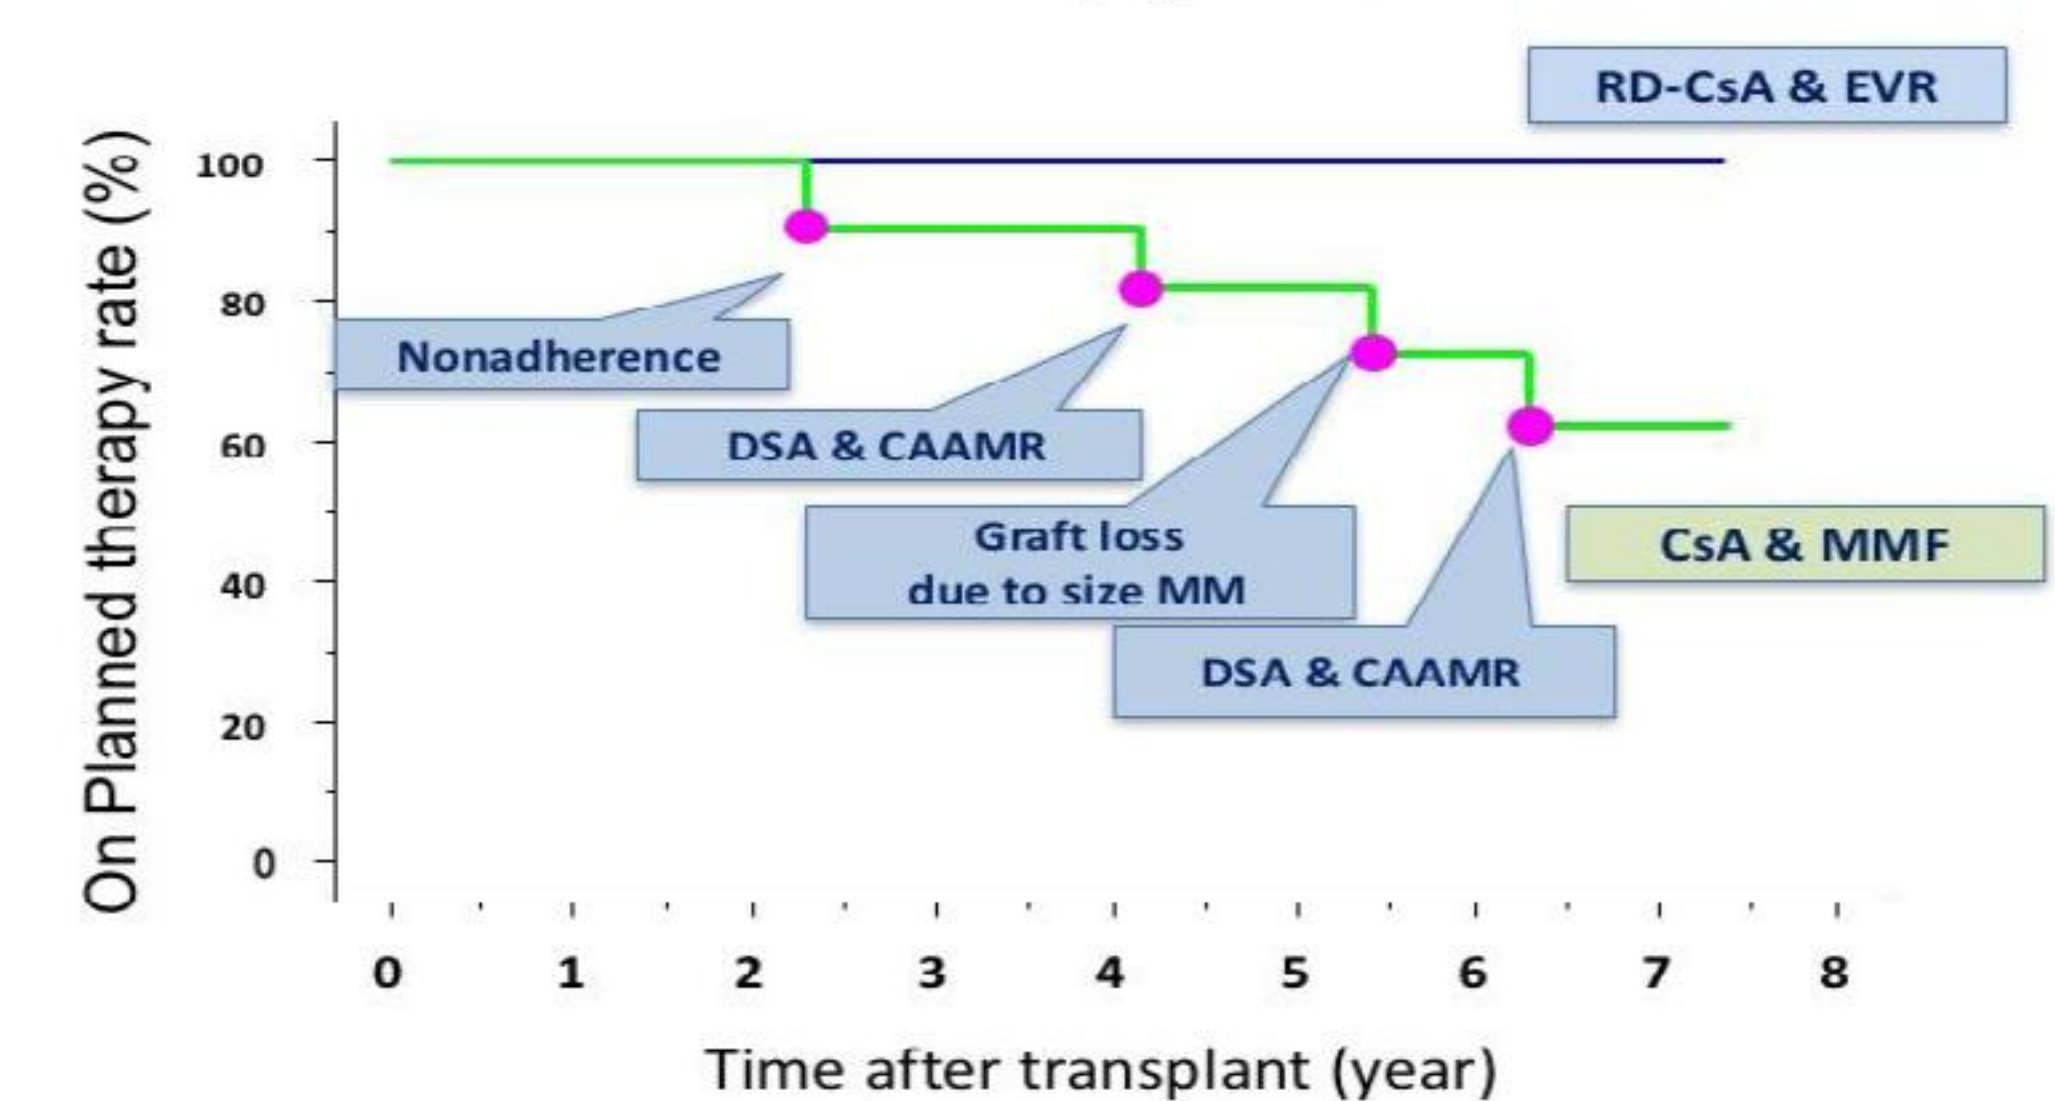 RD-CsA & EVR
On Planned therapy rate (%)
100
80
60
40
20
0
Nonadherence
DSA & CAAMR
Graft loss
due to size MM
DSA & CAAMR
CsA & MMF
0 1 2 3 4 5 6 7 8
Time after transplant (year)